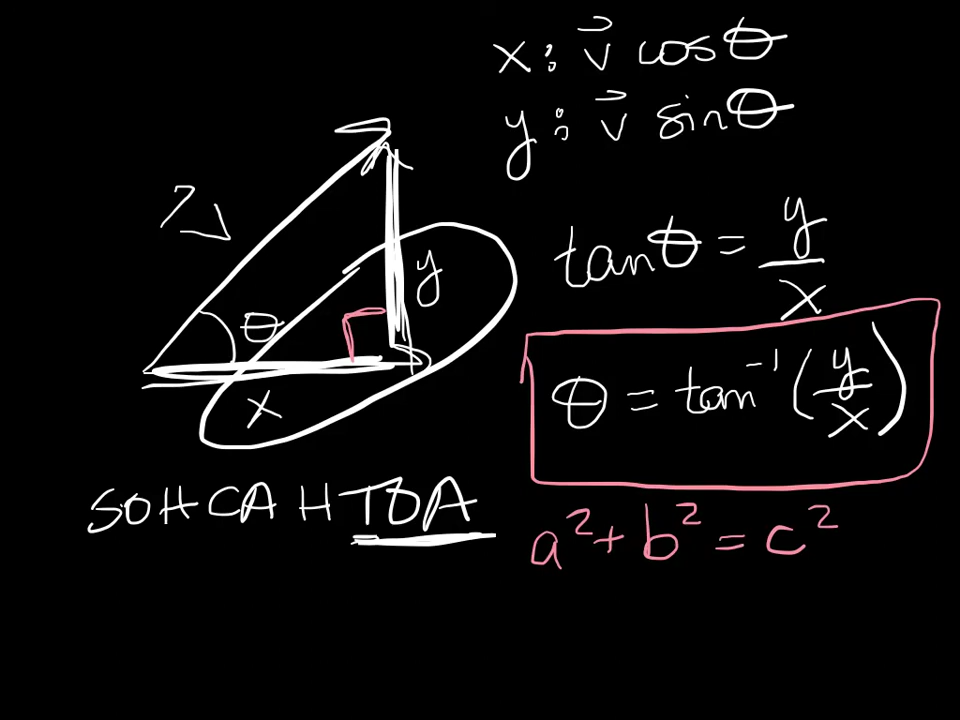 x : v⃗ cosθ
y : v⃗ sinθ
y
θ
x
tanθ = y/x
θ = tan⁻¹(y/x)
SOHCAHTOA
a² + b² = c²